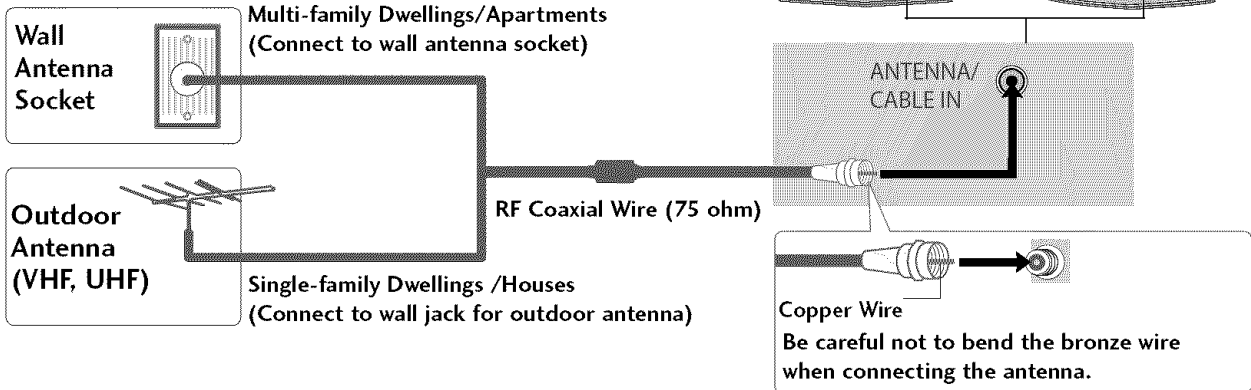 Multi-family Dwellings/Apartments
(Connect to wall antenna socket)
Wall
Antenna
Socket
ANTENNA/
CABLE IN
RF Coaxial Wire (75 ohm)
Outdoor
Antenna
(VHF, UHF)
Single-family Dwellings /Houses
(Connect to wall jack for outdoor antenna)
Copper Wire
Be careful not to bend the bronze wire
when connecting the antenna.